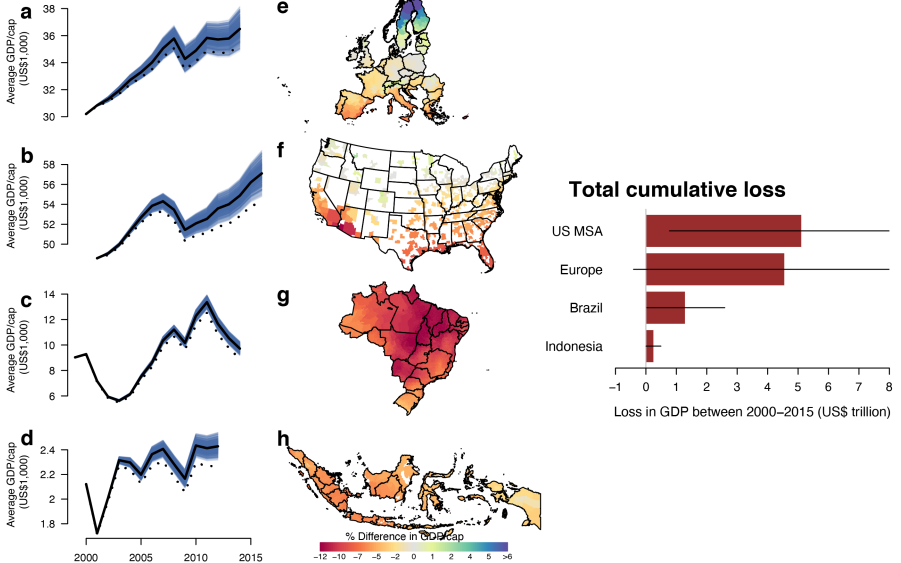 a
Average GDP/cap
(US$1,000)
38
36
34
32
30
b
Average GDP/cap
(US$1,000)
58
56
54
52
50
c
Average GDP/cap
(US$1,000)
14
12
10
8
6
d
Average GDP/cap
(US$1,000)
2.4
2.2
2
1.8
2000 2005 2010 2015
e
f
g
h
% Difference in GDP/cap
−12 −10 −7 −5 −2 0 1 2 4 5 >6
Total cumulative loss
US MSA
Europe
Brazil
Indonesia
−1 0 1 2 3 4 5 6 7 8
Loss in GDP between 2000−2015 (US$ trillion)